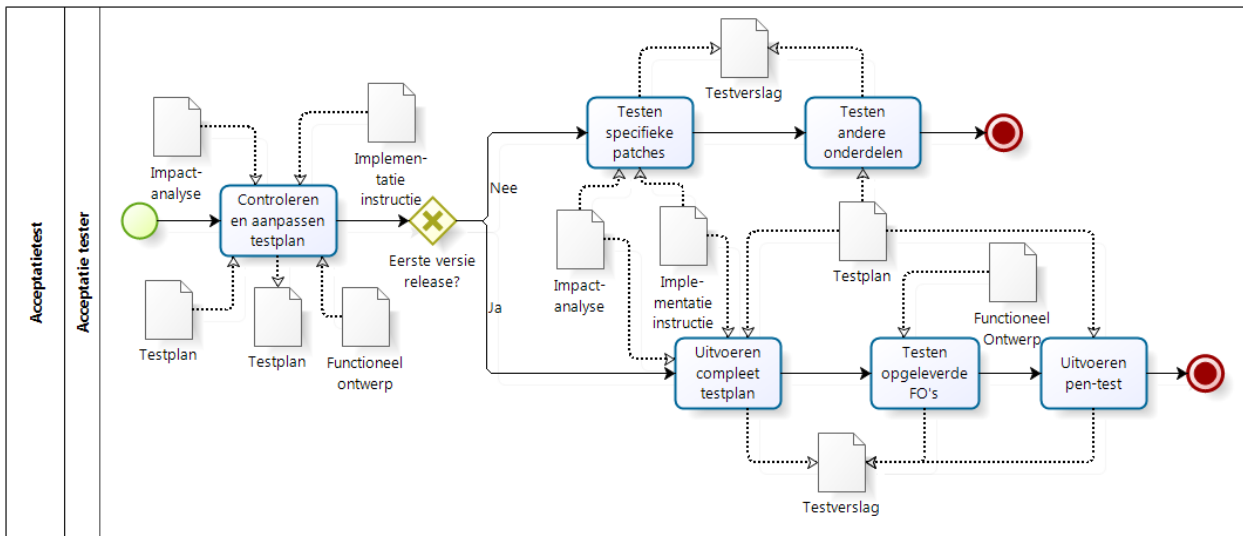 Acceptatietest
Acceptatie tester
Impact-
analyse
Implemen-
tatie
instructie
Controleren
en aanpassen
testplan
Testplan
Testplan
Functioneel
ontwerp
Eerste versie
release?
Nee
Ja
Testen
specifieke
patches
Testverslag
Testen
andere
onderdelen
Impact-
analyse
Imple-
mentatie
instructie
Testplan
Functioneel
Ontwerp
Uitvoeren
compleet
testplan
Testen
opgeleverde
FO's
Uitvoeren
pen-test
Testverslag